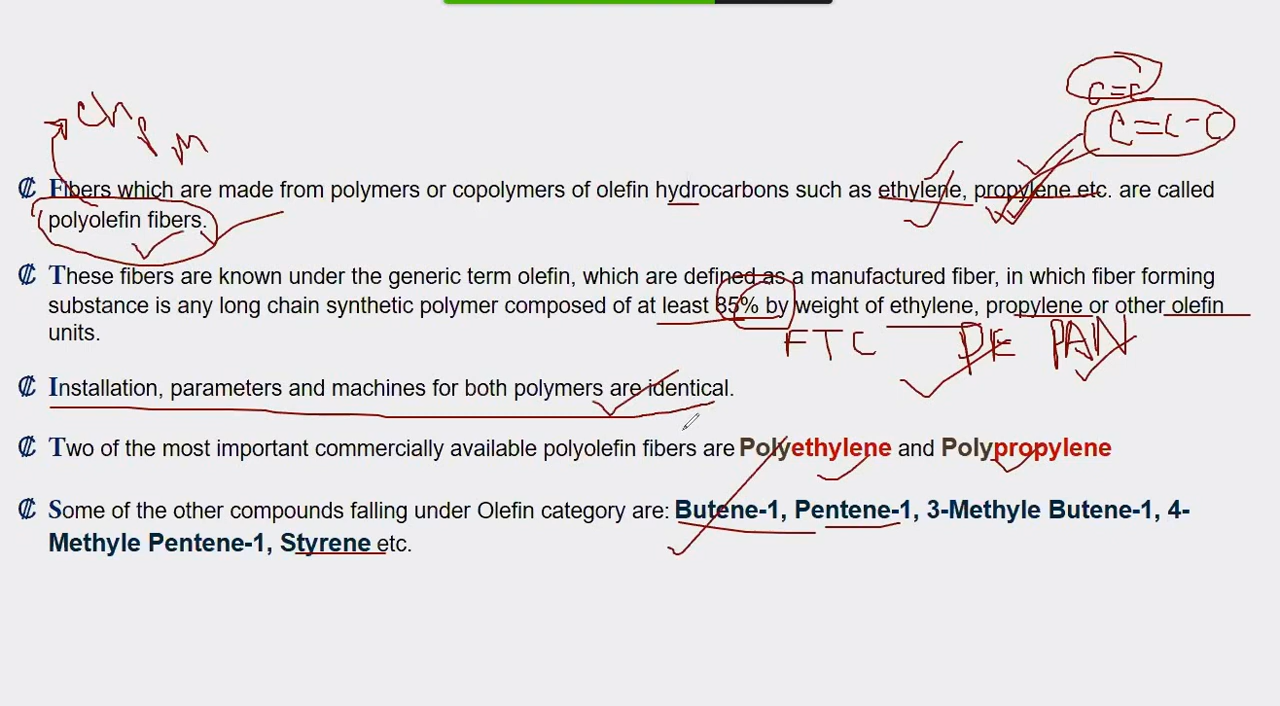 C=C
C=C-C
Fibers which are made from polymers or copolymers of olefin hydrocarbons such as ethylene, propylene etc. are called
polyolefin fibers.
These fibers are known under the generic term olefin, which are defined as a manufactured fiber, in which fiber forming
substance is any long chain synthetic polymer composed of at least 85% by weight of ethylene, propylene or other olefin
units.
FTC PE PAN
Installation, parameters and machines for both polymers are identical.
Two of the most important commercially available polyolefin fibers are Polyethylene and Polypropylene
Some of the other compounds falling under Olefin category are: Butene-1, Pentene-1, 3-Methyle Butene-1, 4-
Methyle Pentene-1, Styrene etc.